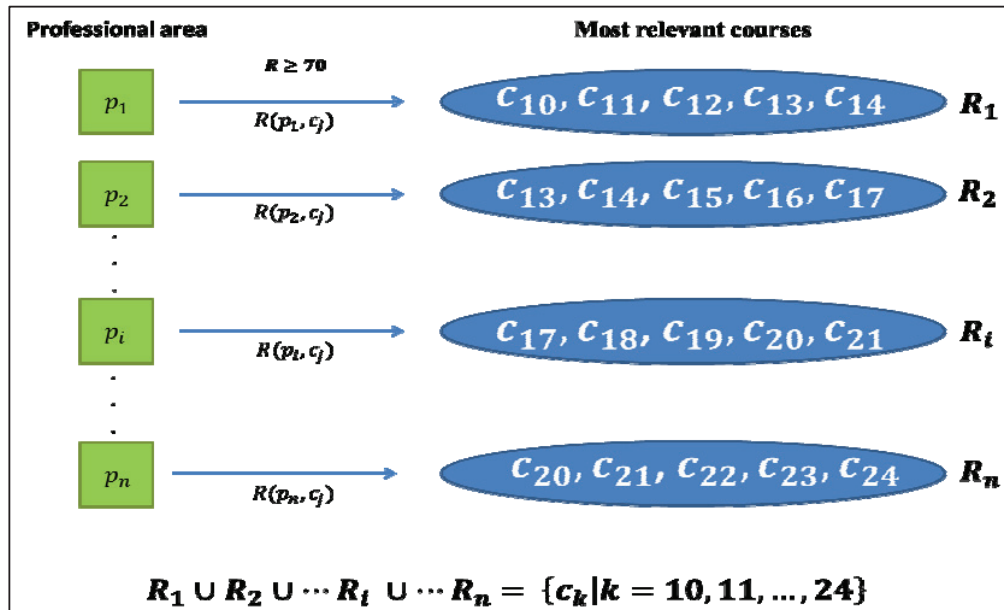 Professional area
Most relevant courses
R ≥ 70
p₁
R(p₁, cⱼ)
C₁₀, C₁₁, C₁₂, C₁₃, C₁₄
R₁
p₂
R(p₂, cⱼ)
C₁₃, C₁₄, C₁₅, C₁₆, C₁₇
R₂
pᵢ
R(pᵢ, cⱼ)
C₁₇, C₁₈, C₁₉, C₂₀, C₂₁
Rᵢ
pₙ
R(pₙ, cⱼ)
C₂₀, C₂₁, C₂₂, C₂₃, C₂₄
Rₙ
R₁ ∪ R₂ ∪ ⋯ Rᵢ ∪ ⋯ Rₙ = {cₖ|k = 10, 11, …, 24}